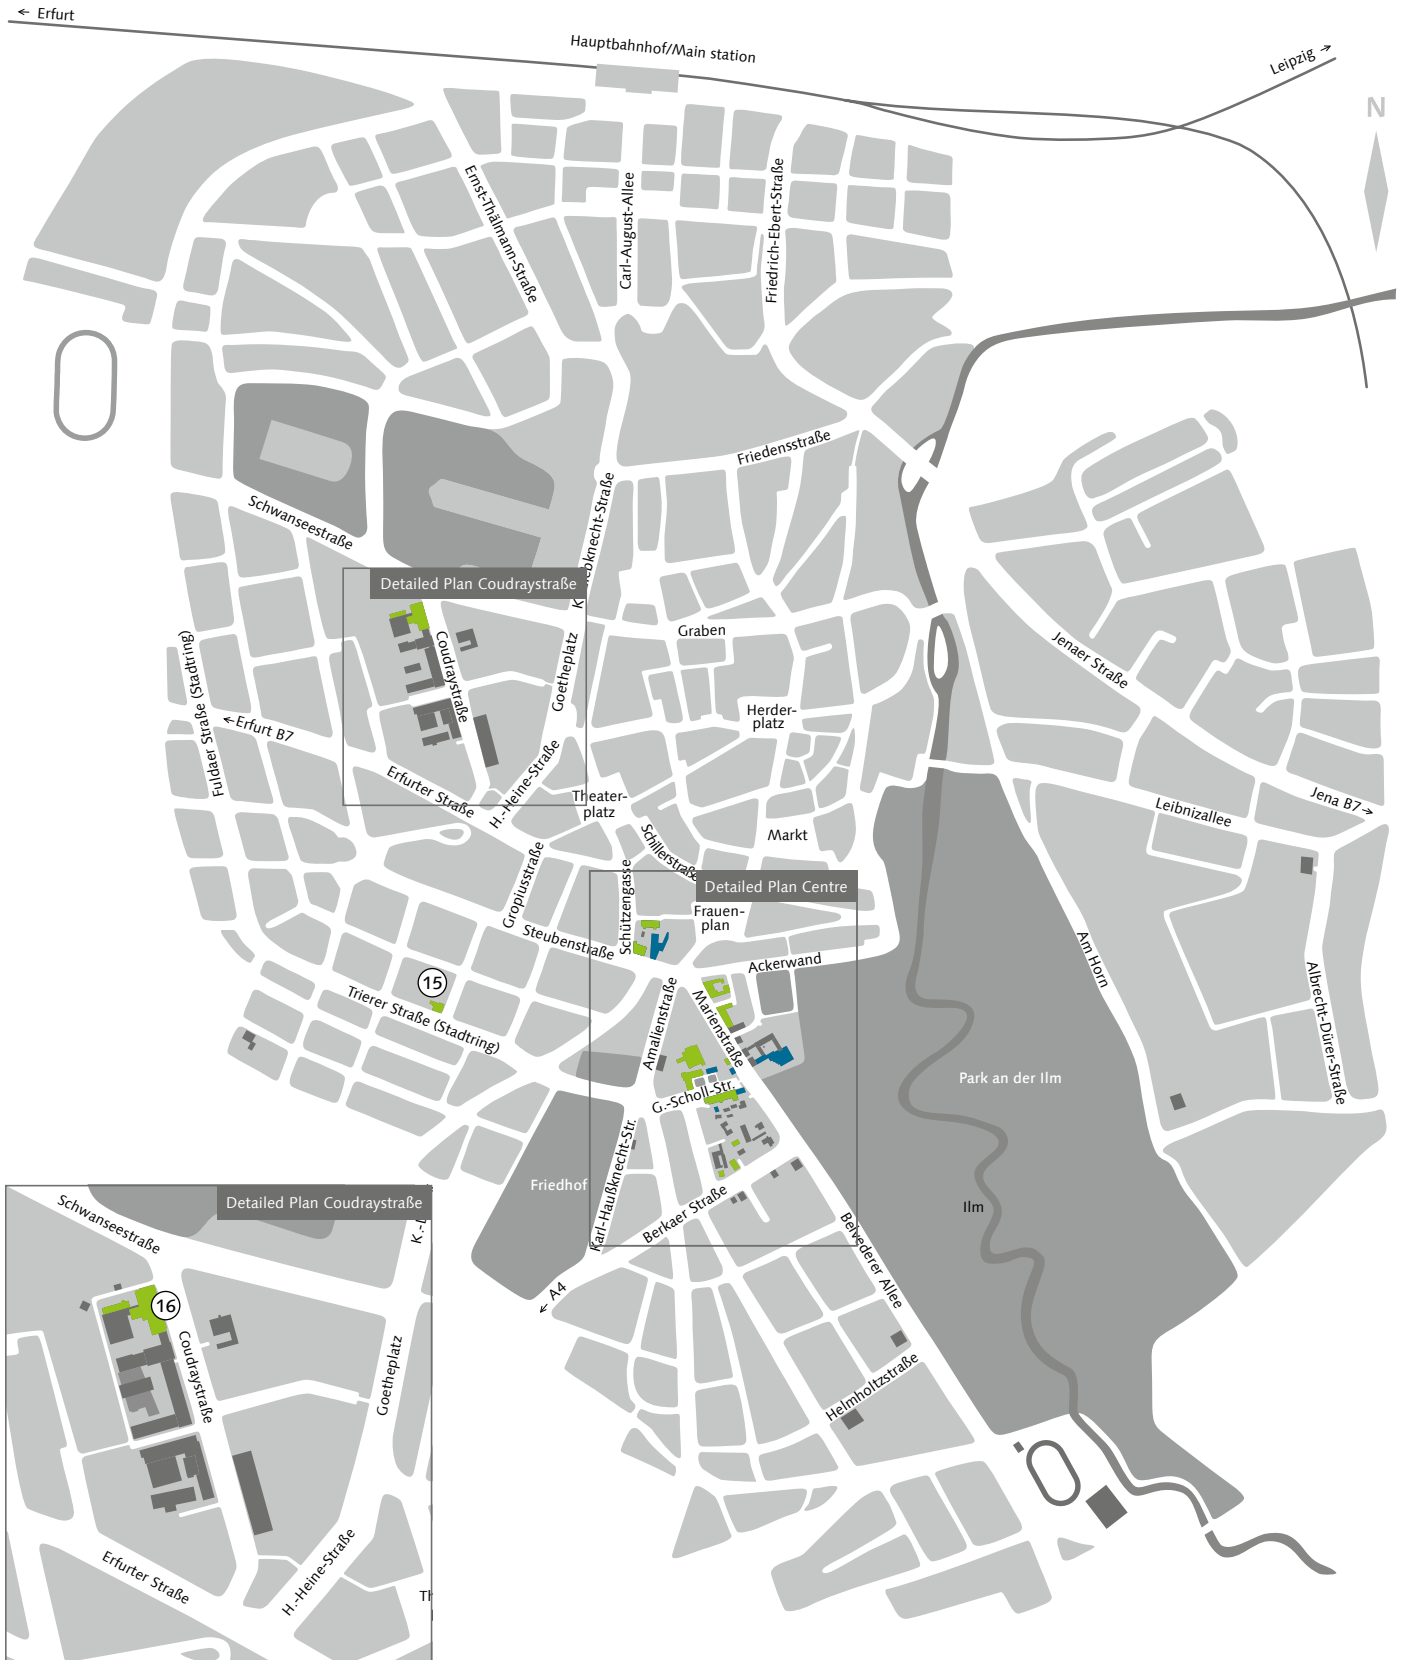 ← Erfurt
Hauptbahnhof/Main station
Leipzig →
N
Ernst-Thälmann-Straße
Carl-August-Allee
Friedrich-Ebert-Straße
Friedensstraße
Schwanseestraße
ebknecht-Straße
Detailed Plan Coudraystraße
Graben
Coudraystraße
Goetheplatz
Jenaer Straße
Fuldaer Straße (Stadtring)
← Erfurt B7
Herder-
platz
Erfurter Straße
H.-Heine-Straße
Theater-
platz
Schillerstraße
Markt
Leibnizallee
Jena B7 →
Gropiusstraße
Schützengasse
Detailed Plan Centre
Frauen-
plan
Steubenstraße
Ackerwand
Am Horn
Albrecht-Dürer-Straße
15
Trierer Straße (Stadtring)
Amalienstraße
Marienstraße
Park an der Ilm
G.-Scholl-Str.
Karl-Haußknecht-Str.
Friedhof
Berkaer Straße
Ilm
Belvederer Allee
← A4
Helmholtzstraße
Detailed Plan Coudraystraße
Schwanseestraße
K.-L
16
Coudraystraße
Goetheplatz
Erfurter Straße
H.-Heine-Straße
Th